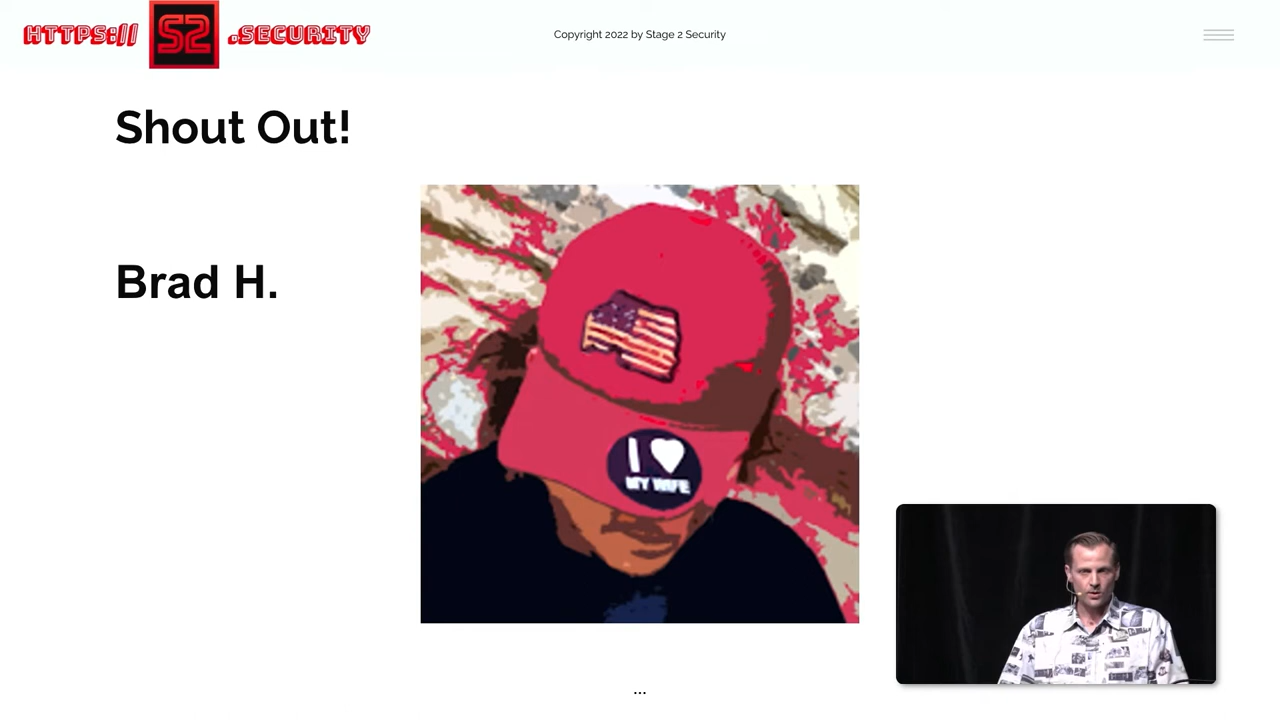 HTTPS:// S2 .SECURITY
Copyright 2022 by Stage 2 Security
Shout Out!
Brad H.
I
MY WIFE
...